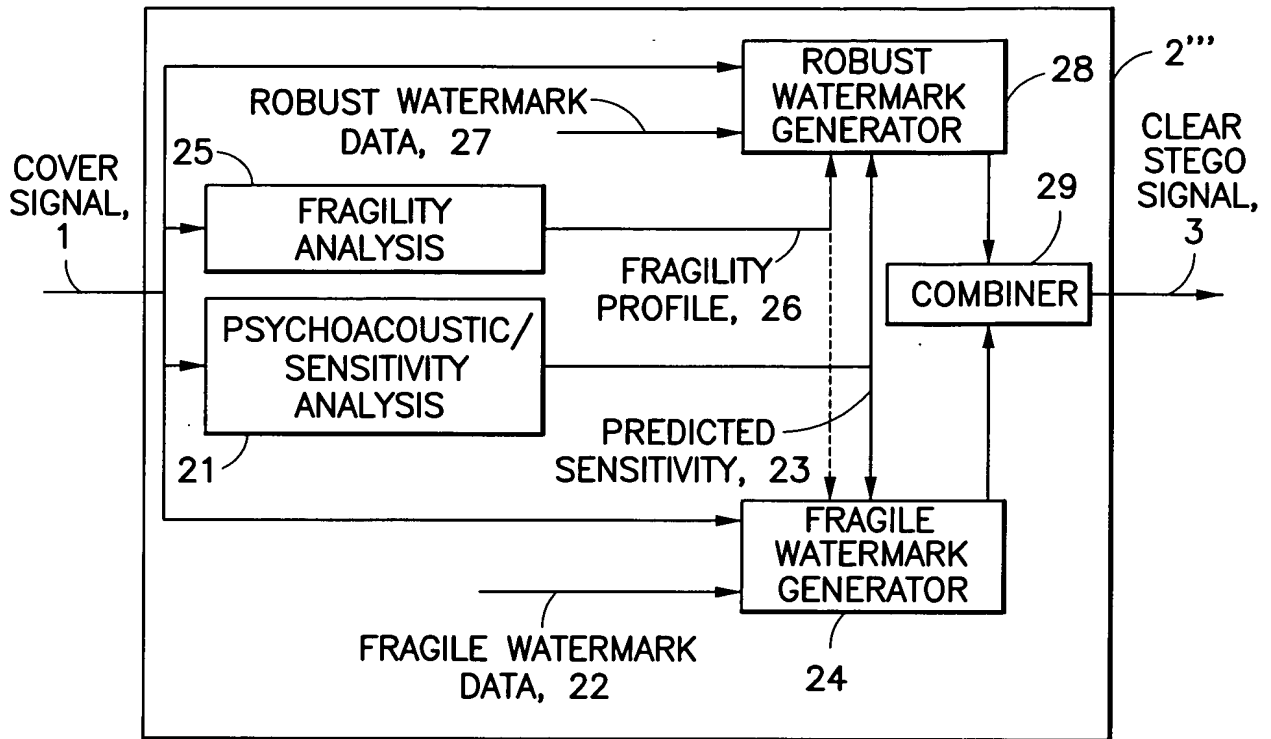 ROBUST
WATERMARK
GENERATOR
28
2'''
ROBUST WATERMARK
DATA, 27
CLEAR
STEGO
SIGNAL,
3
COVER
SIGNAL,
1
25
FRAGILITY
ANALYSIS
29
FRAGILITY
PROFILE, 26
COMBINER
PSYCHOACOUSTIC/
SENSITIVITY
ANALYSIS
21
PREDICTED
SENSITIVITY, 23
FRAGILE
WATERMARK
GENERATOR
24
FRAGILE WATERMARK
DATA, 22